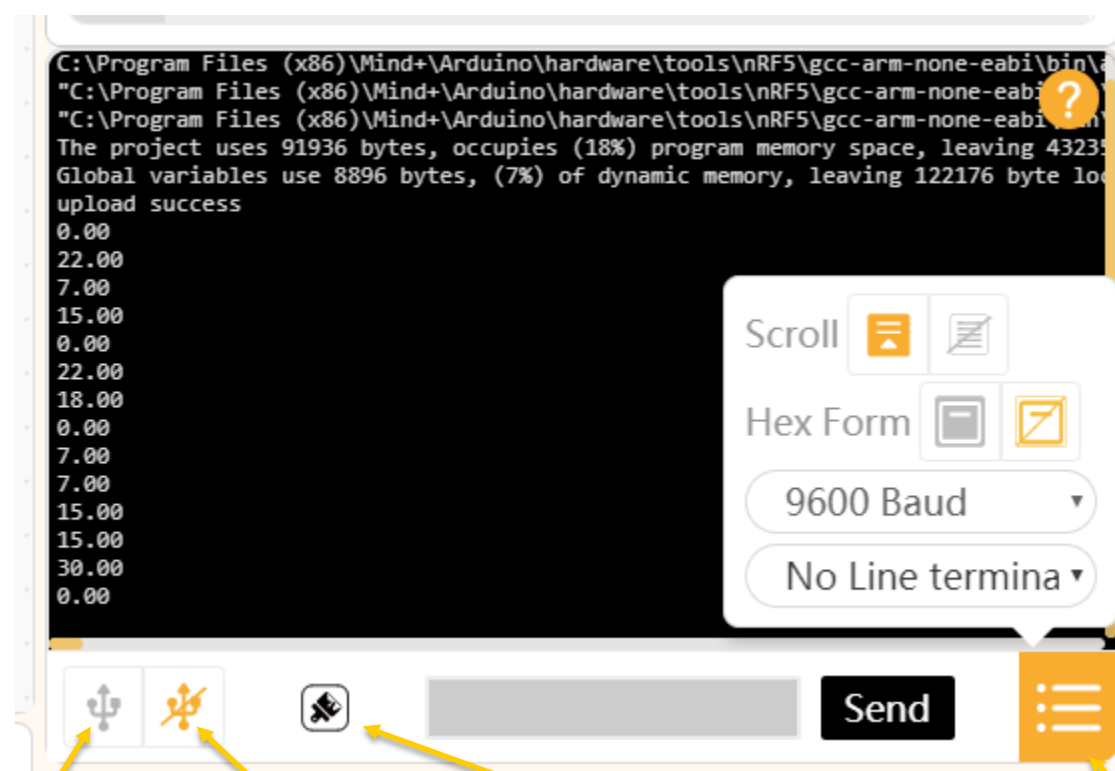 C:\Program Files (x86)\Mind+\Arduino\hardware\tools\nRF5\gcc-arm-none-eabi\bin\
"C:\Program Files (x86)\Mind+\Arduino\hardware\tools\nRF5\gcc-arm-none-eab
"C:\Program Files (x86)\Mind+\Arduino\hardware\tools\nRF5\gcc-arm-none-eabi
?
The project uses 91936 bytes, occupies (18%) program memory space, leaving 4323
Global variables use 8896 bytes, (7%) of dynamic memory, leaving 122176 byte lo
upload success
0.00
22.00
7.00
15.00
0.00
22.00
18.00
0.00
7.00
7.00
15.00
15.00
30.00
0.00
Scroll
Hex Form
9600 Baud
No Line termina
Send